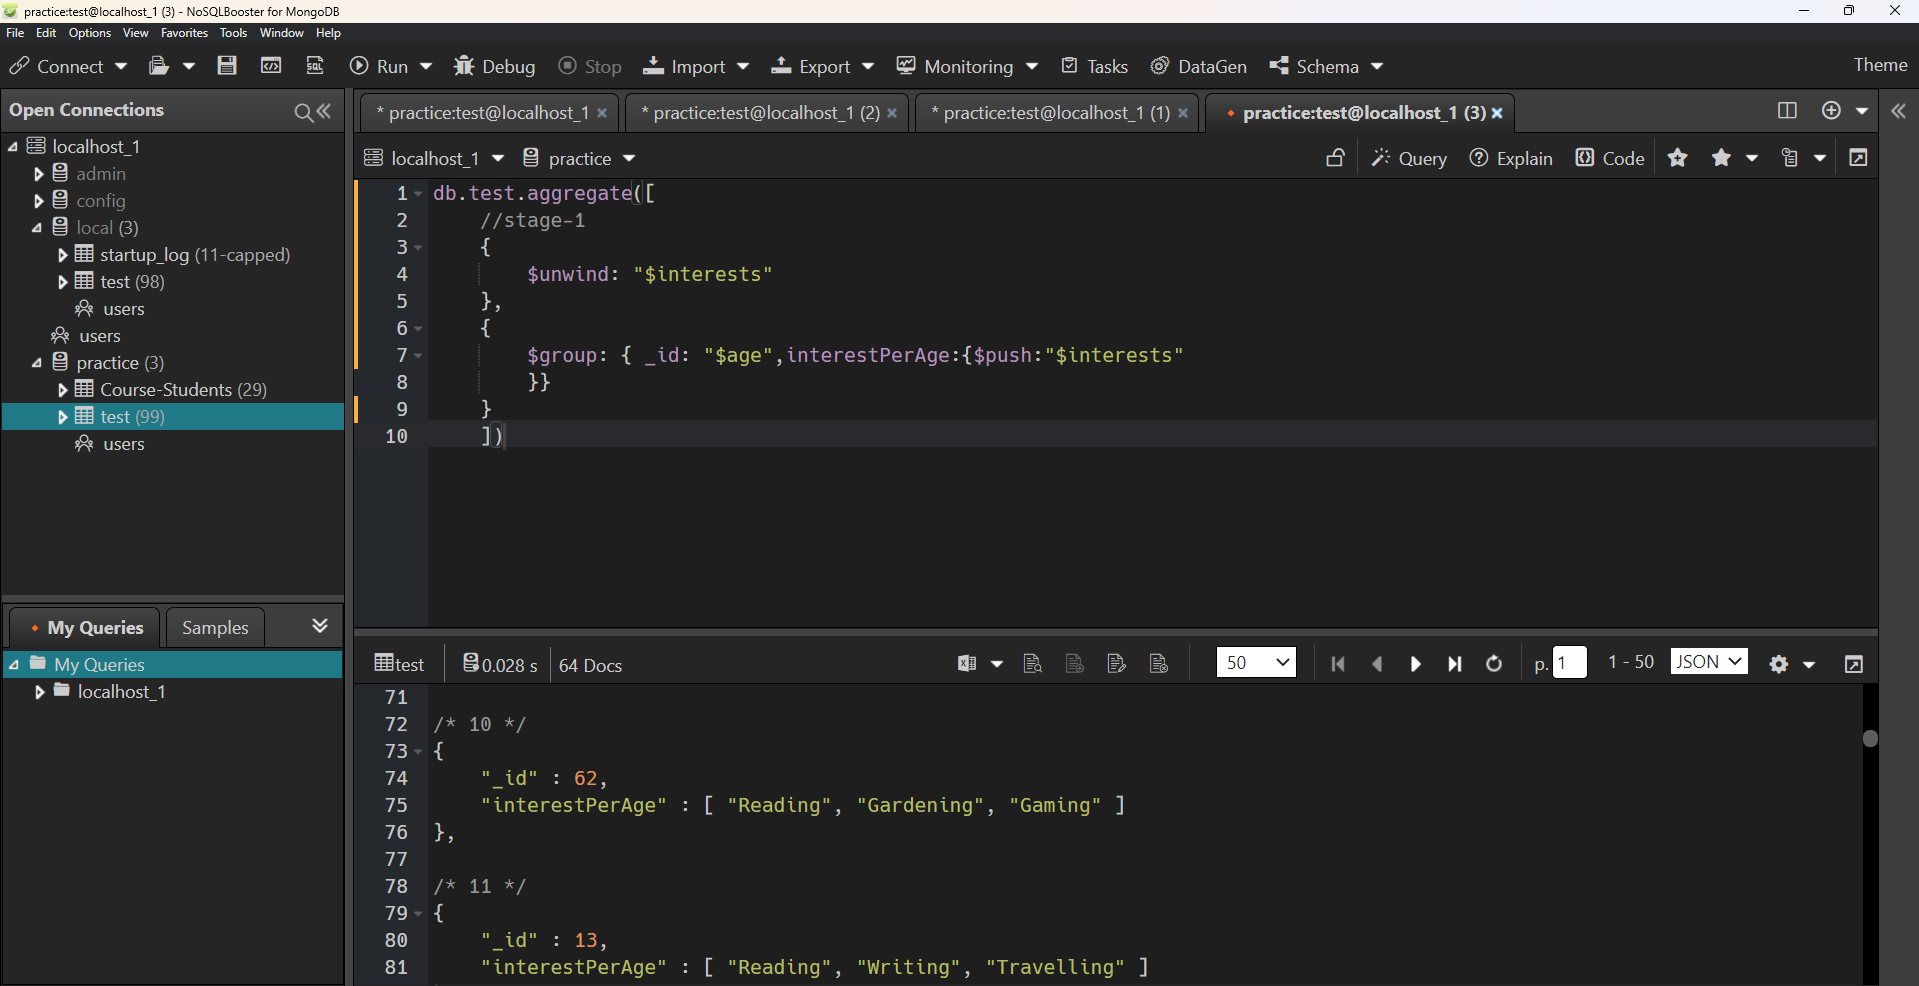 practice:test@localhost_1 (3) - NoSQLBooster for MongoDB
File Edit Options View Favorites Tools Window Help
Connect SQL Run Debug Stop Import Export Monitoring Tasks DataGen Schema Theme
Open Connections
* practice:test@localhost_1 * practice:test@localhost_1 (2) * practice:test@localhost_1 (1) practice:test@localhost_1 (3)
localhost_1 practice Query Explain Code
localhost_1
admin
config
local (3)
startup_log (11-capped)
test (98)
users
users
practice (3)
Course-Students (29)
test (99)
users
1 db.test.aggregate([
2 //stage-1
3 {
4 $unwind: "$interests"
5 },
6 {
7 $group: { _id: "$age",interestPerAge:{$push:"$interests"
8 }}
9 }
10 ])
My Queries Samples
My Queries
localhost_1
test 0.028 s 64 Docs 50 p. 1 1 - 50 JSON
71
72 /* 10 */
73 {
74 "_id" : 62,
75 "interestPerAge" : [ "Reading", "Gardening", "Gaming" ]
76 },
77
78 /* 11 */
79 {
80 "_id" : 13,
81 "interestPerAge" : [ "Reading", "Writing", "Travelling" ]